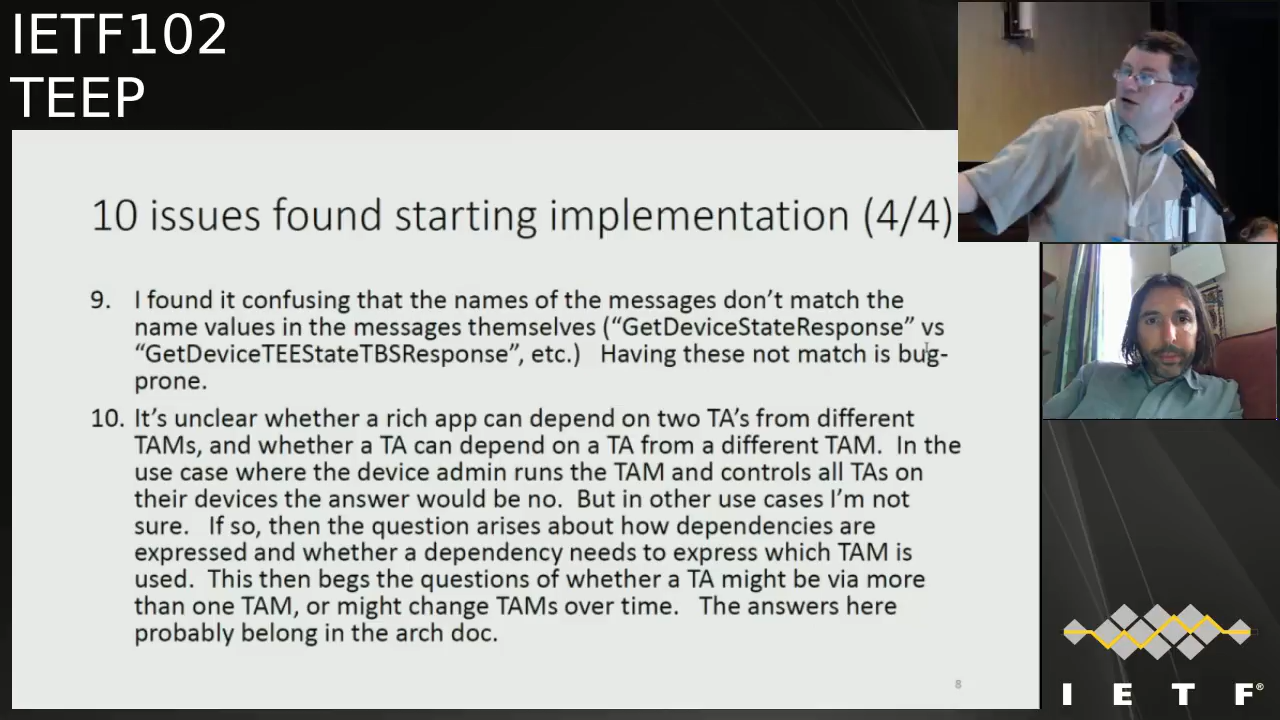 IETF102
TEEP
10 issues found starting implementation (4/4)
9. I found it confusing that the names of the messages don’t match the
name values in the messages themselves (“GetDeviceStateResponse” vs
“GetDeviceTEEStateTBSResponse”, etc.) Having these not match is bug-
prone.
10. It’s unclear whether a rich app can depend on two TA’s from different
TAMs, and whether a TA can depend on a TA from a different TAM. In the
use case where the device admin runs the TAM and controls all TAs on
their devices the answer would be no. But in other use cases I’m not
sure. If so, then the question arises about how dependencies are
expressed and whether a dependency needs to express which TAM is
used. This then begs the questions of whether a TA might be via more
than one TAM, or might change TAMs over time. The answers here
probably belong in the arch doc.
8
I E T F®